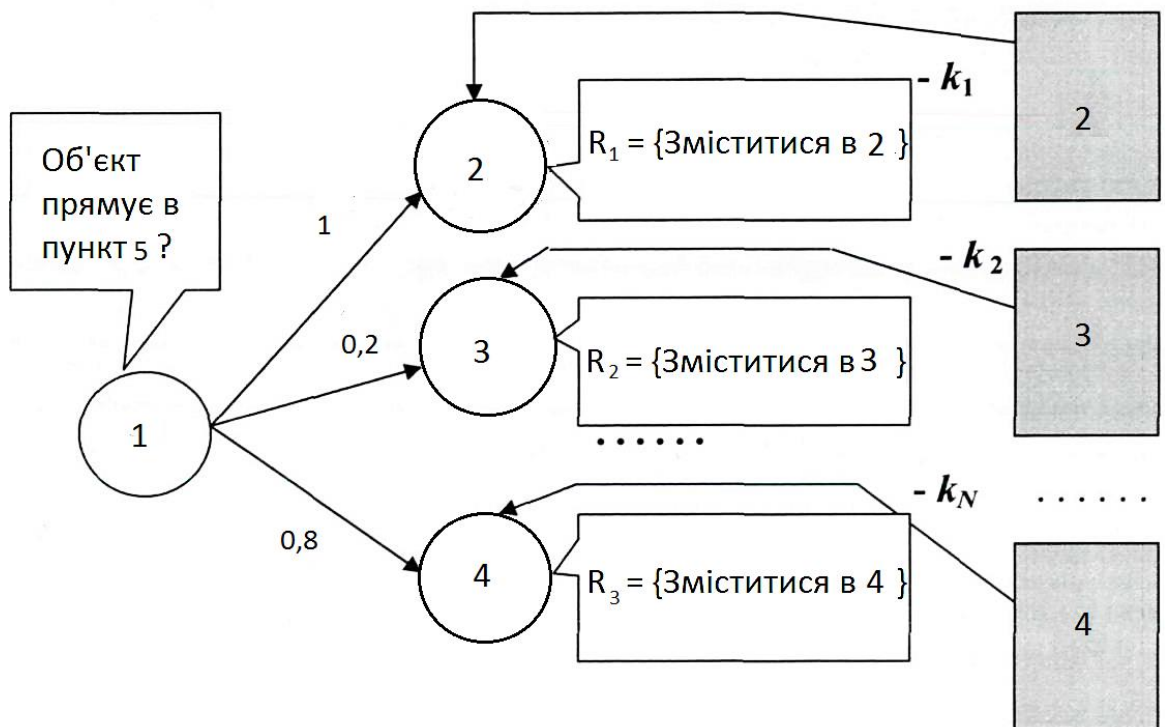 - k₁
2
2
R₁ = {Зміститися в 2 }
Об'єкт
прямує в
пункт 5 ?
1
- k₂
0,2
3
3
R₂ = {Зміститися в 3 }
1
......
- k_N
......
0,8
4
R₃ = {Зміститися в 4 }
4